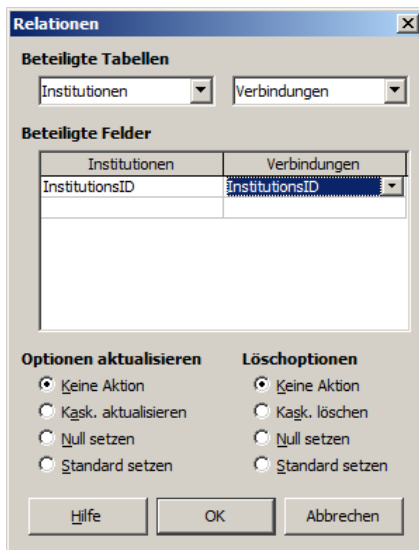 Relationen
Beteiligte Tabellen
Institutionen Verbindungen
Beteiligte Felder
Institutionen Verbindungen
InstitutionsID InstitutionsID
Optionen aktualisieren Löschoptionen
Keine Aktion Keine Aktion
Kask. aktualisieren Kask. löschen
Null setzen Null setzen
Standard setzen Standard setzen
Hilfe OK Abbrechen